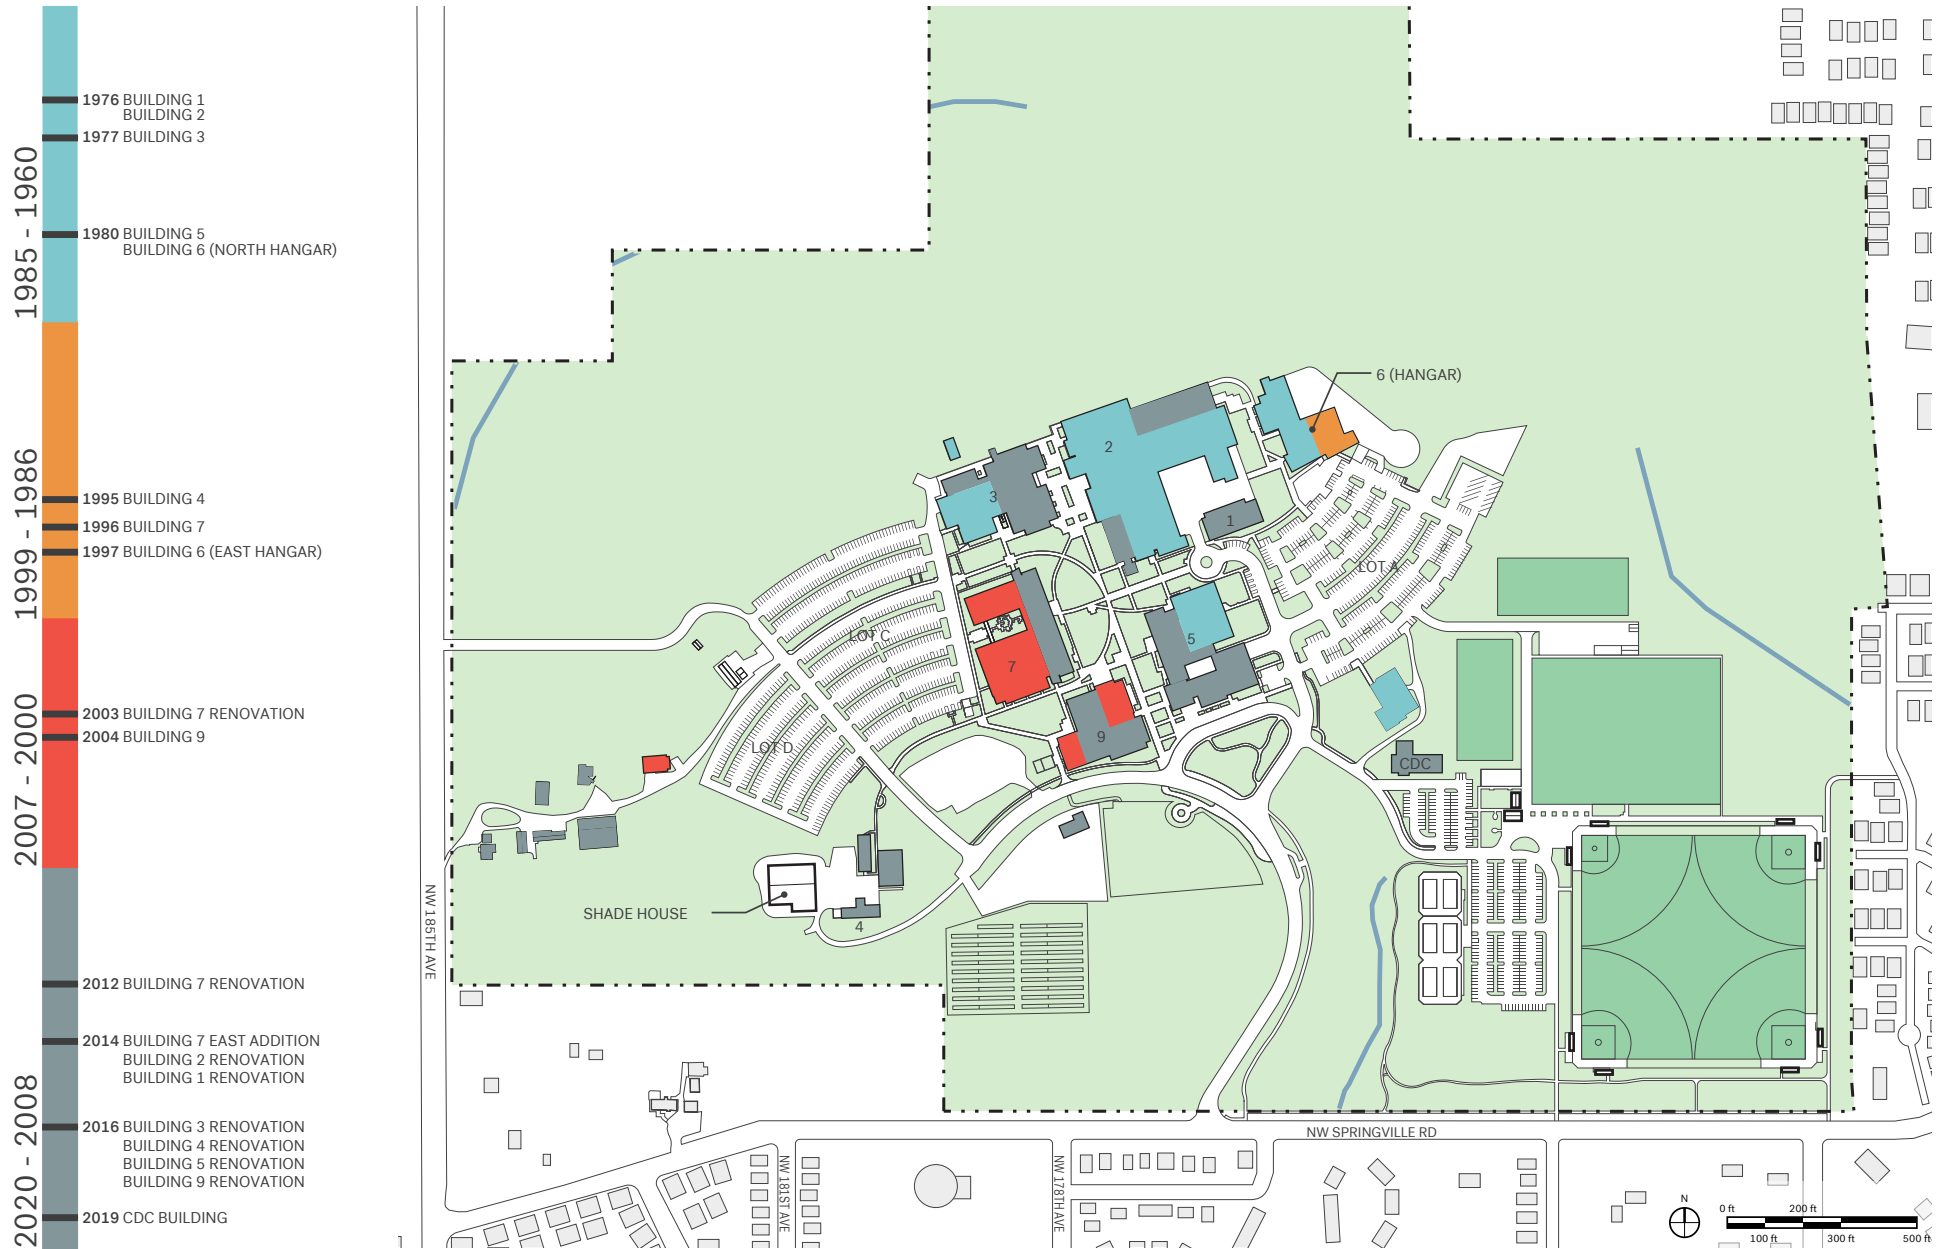 1985 - 1960
1976 BUILDING 1
BUILDING 2
1977 BUILDING 3
1980 BUILDING 5
BUILDING 6 (NORTH HANGAR)
1999 - 1986
1995 BUILDING 4
1996 BUILDING 7
1997 BUILDING 6 (EAST HANGAR)
2007 - 2000
2003 BUILDING 7 RENOVATION
2004 BUILDING 9
2020 - 2008
2012 BUILDING 7 RENOVATION
2014 BUILDING 7 EAST ADDITION
BUILDING 2 RENOVATION
BUILDING 1 RENOVATION
2016 BUILDING 3 RENOVATION
BUILDING 4 RENOVATION
BUILDING 5 RENOVATION
BUILDING 9 RENOVATION
2019 CDC BUILDING
6 (HANGAR)
2
3
1
LOT A
5
LOT C
7
9
LOT D
CDC
SHADE HOUSE
4
NW 185TH AVE
NW SPRINGVILLE RD
NW 181ST AVE
NW 178TH AVE
N
0 ft
200 ft
100 ft
300 ft
500 ft